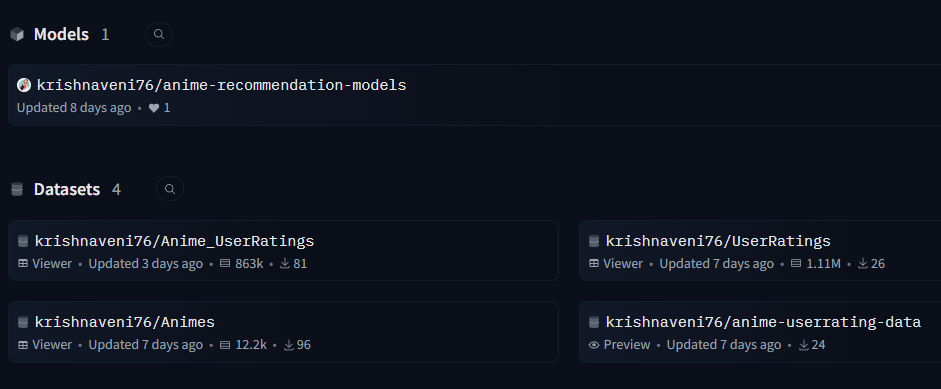 Models 1
krishnaveni76/anime-recommendation-models
Updated 8 days ago • 1
Datasets 4
krishnaveni76/Anime_UserRatings
Viewer • Updated 3 days ago • 863k • 81
krishnaveni76/UserRatings
Viewer • Updated 7 days ago • 1.11M • 26
krishnaveni76/Animes
Viewer • Updated 7 days ago • 12.2k • 96
krishnaveni76/anime-userrating-data
Preview • Updated 7 days ago • 24